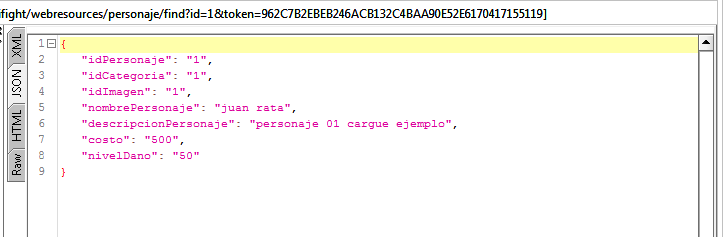 ifight/webresources/personaje/find?id=1&token=962C7B2EBEB246ACB132C4BAA90E52E6170417155119]
XML
JSON
HTML
Raw
1 {
2 "idPersonaje": "1",
3 "idCategoria": "1",
4 "idImagen": "1",
5 "nombrePersonaje": "juan rata",
6 "descripcionPersonaje": "personaje 01 cargue ejemplo",
7 "costo": "500",
8 "nivelDano": "50"
9 }